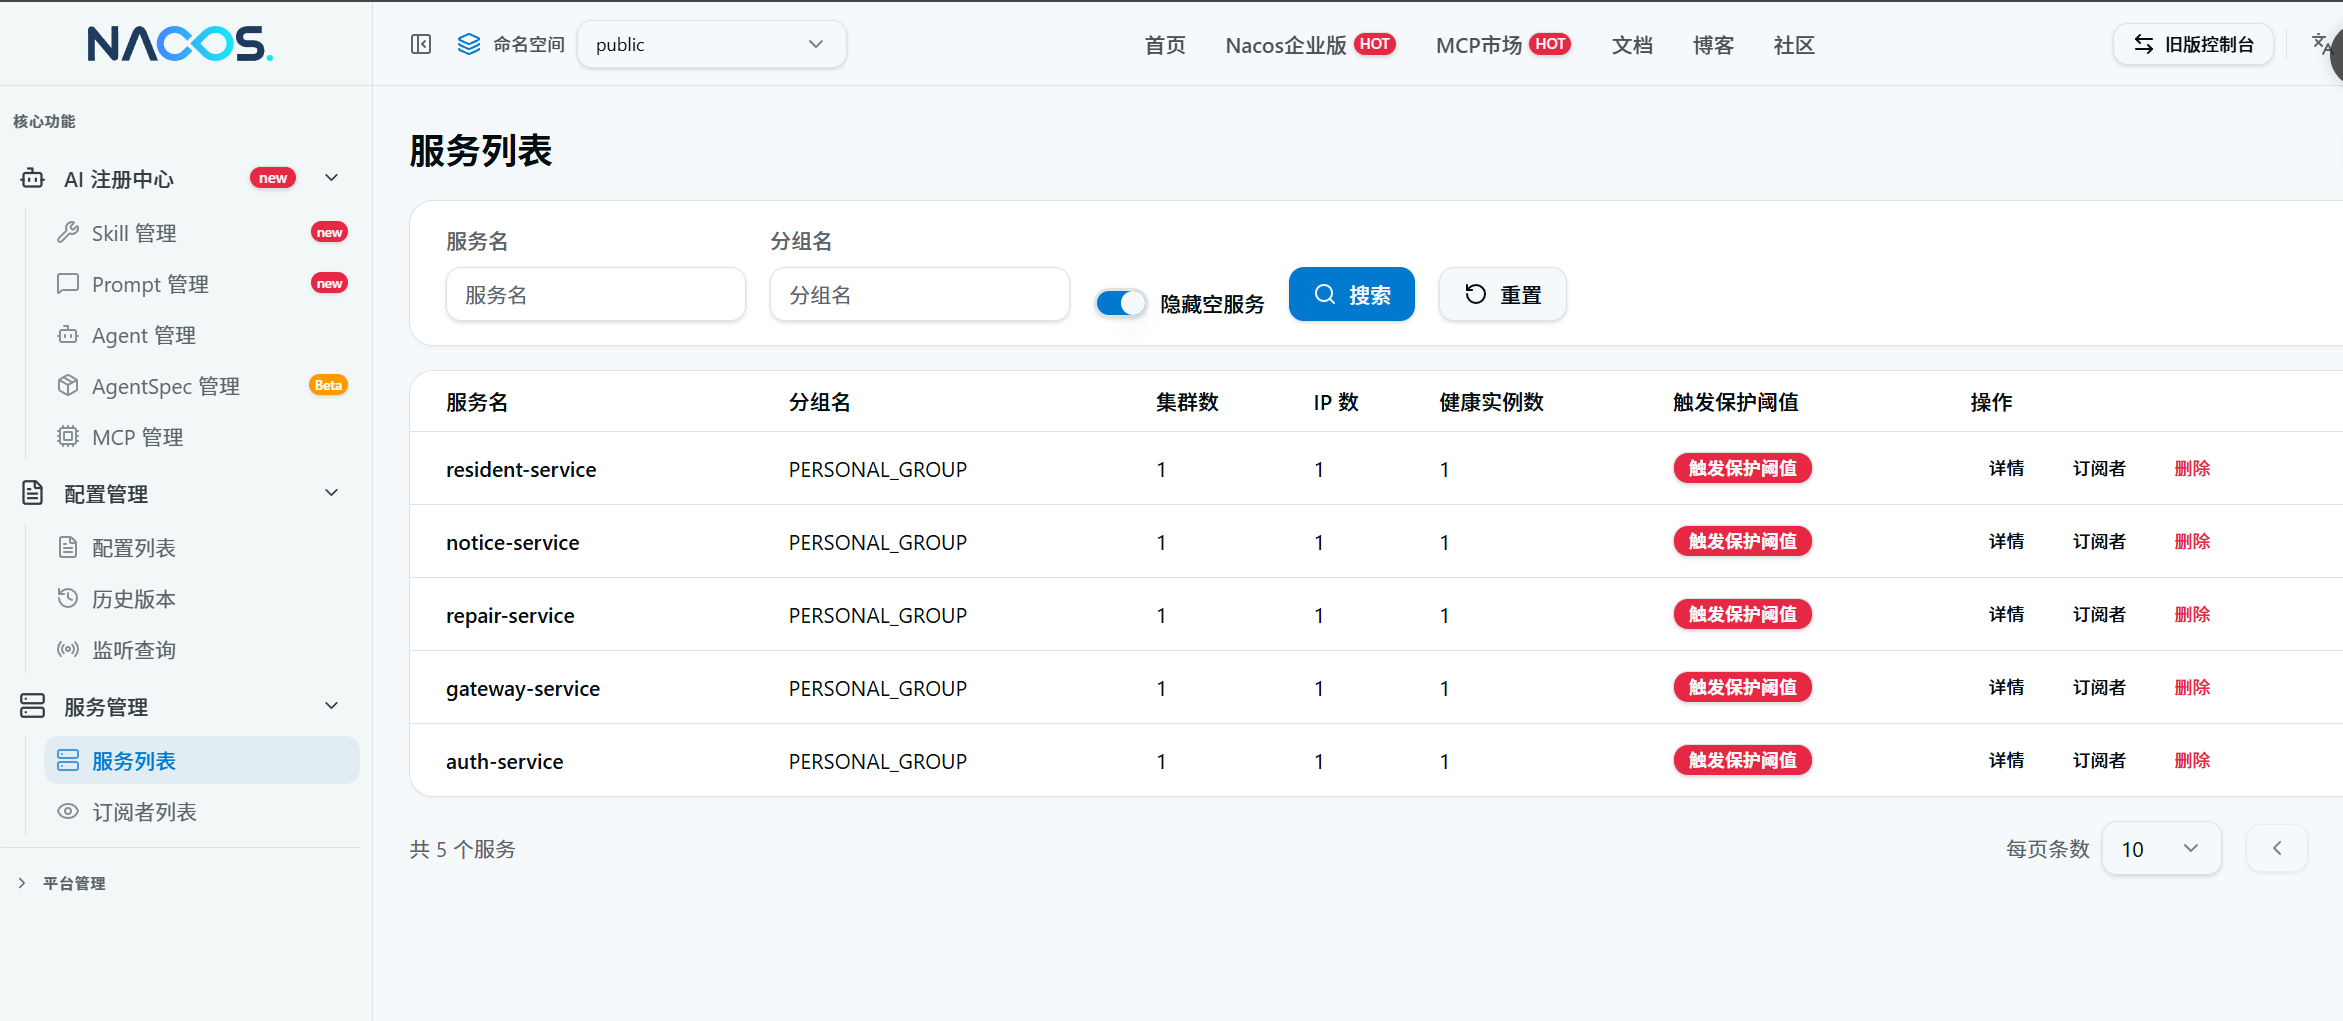 NACOS.
命名空间 public 首页 Nacos企业版 HOT MCP市场 HOT 文档 博客 社区 旧版控制台
核心功能
AI 注册中心 new
Skill 管理 new
Prompt 管理 new
Agent 管理
AgentSpec 管理 Beta
MCP 管理
配置管理
配置列表
历史版本
监听查询
服务管理
服务列表
订阅者列表
平台管理
服务列表
服务名 分组名
服务名 分组名 隐藏空服务 搜索 重置
服务名 分组名 集群数 IP 数 健康实例数 触发保护阈值 操作
resident-service PERSONAL_GROUP 1 1 1 触发保护阈值 详情 订阅者 删除
notice-service PERSONAL_GROUP 1 1 1 触发保护阈值 详情 订阅者 删除
repair-service PERSONAL_GROUP 1 1 1 触发保护阈值 详情 订阅者 删除
gateway-service PERSONAL_GROUP 1 1 1 触发保护阈值 详情 订阅者 删除
auth-service PERSONAL_GROUP 1 1 1 触发保护阈值 详情 订阅者 删除
共 5 个服务 每页条数 10